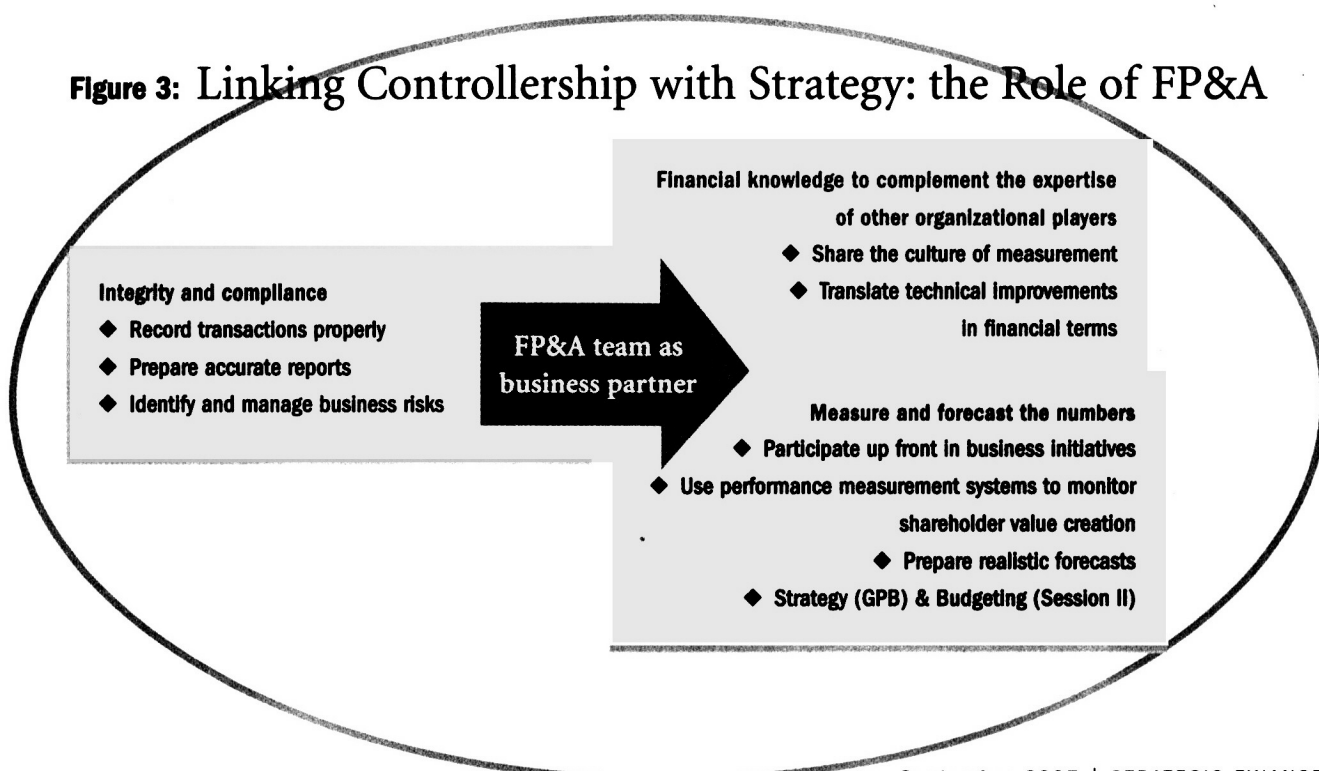 Figure 3: Linking Controllership with Strategy: the Role of FP&A
Integrity and compliance
◆ Record transactions properly
◆ Prepare accurate reports
◆ Identify and manage business risks
FP&A team as
business partner
Financial knowledge to complement the expertise
of other organizational players
◆ Share the culture of measurement
◆ Translate technical improvements
in financial terms
Measure and forecast the numbers
◆ Participate up front in business initiatives
◆ Use performance measurement systems to monitor
shareholder value creation
◆ Prepare realistic forecasts
◆ Strategy (GPB) & Budgeting (Session II)